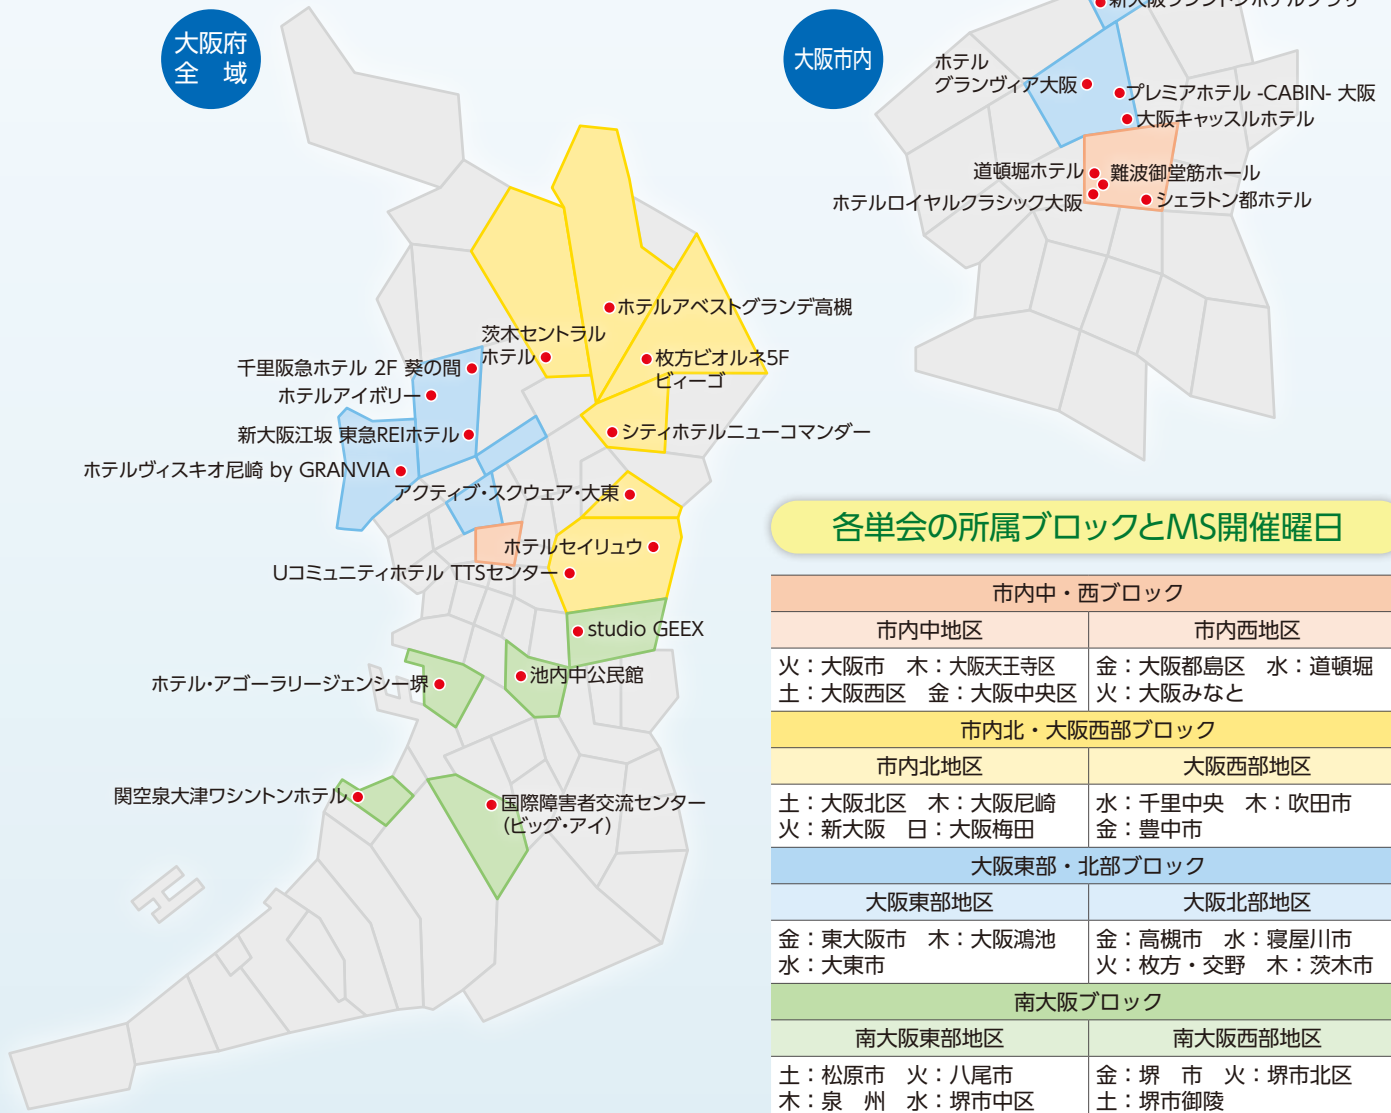 大阪府
全　域
大阪市内
ホテル
グランヴィア大阪
プレミアホテル -CABIN- 大阪
大阪キャッスルホテル
道頓堀ホテル
難波御堂筋ホール
ホテルロイヤルクラシック大阪
シェラトン都ホテル
ホテルアベストグランデ高槻
茨木セントラル
ホテル
千里阪急ホテル 2F 葵の間
枚方ビオルネ5F
ビィーゴ
ホテルアイボリー
新大阪江坂 東急REIホテル
シティホテルニューコマンダー
ホテルヴィスキオ尼崎 by GRANVIA
アクティブ・スクウェア・大東
ホテルセイリュウ
Uコミュニティホテル TTSセンター
studio GEEX
池内中公民館
ホテル・アゴーラリージェンシー堺
関空泉大津ワシントンホテル
国際障害者交流センター
(ビッグ・アイ)
各単会の所属ブロックとMS開催曜日
市内中・西ブロック
市内中地区　市内西地区
火：大阪市　木：大阪天王寺区　金：大阪都島区　水：道頓堀
土：大阪西区　金：大阪中央区　火：大阪みなと
市内北・大阪西部ブロック
市内北地区　大阪西部地区
土：大阪北区　木：大阪尼崎　水：千里中央　木：吹田市
火：新大阪　日：大阪梅田　金：豊中市
大阪東部・北部ブロック
大阪東部地区　大阪北部地区
金：東大阪市　木：大阪鴻池　金：高槻市　水：寝屋川市
水：大東市　火：枚方・交野　木：茨木市
南大阪ブロック
南大阪東部地区　南大阪西部地区
土：松原市　火：八尾市　金：堺　市　火：堺市北区
木：泉　州　水：堺市中区　土：堺市御陵